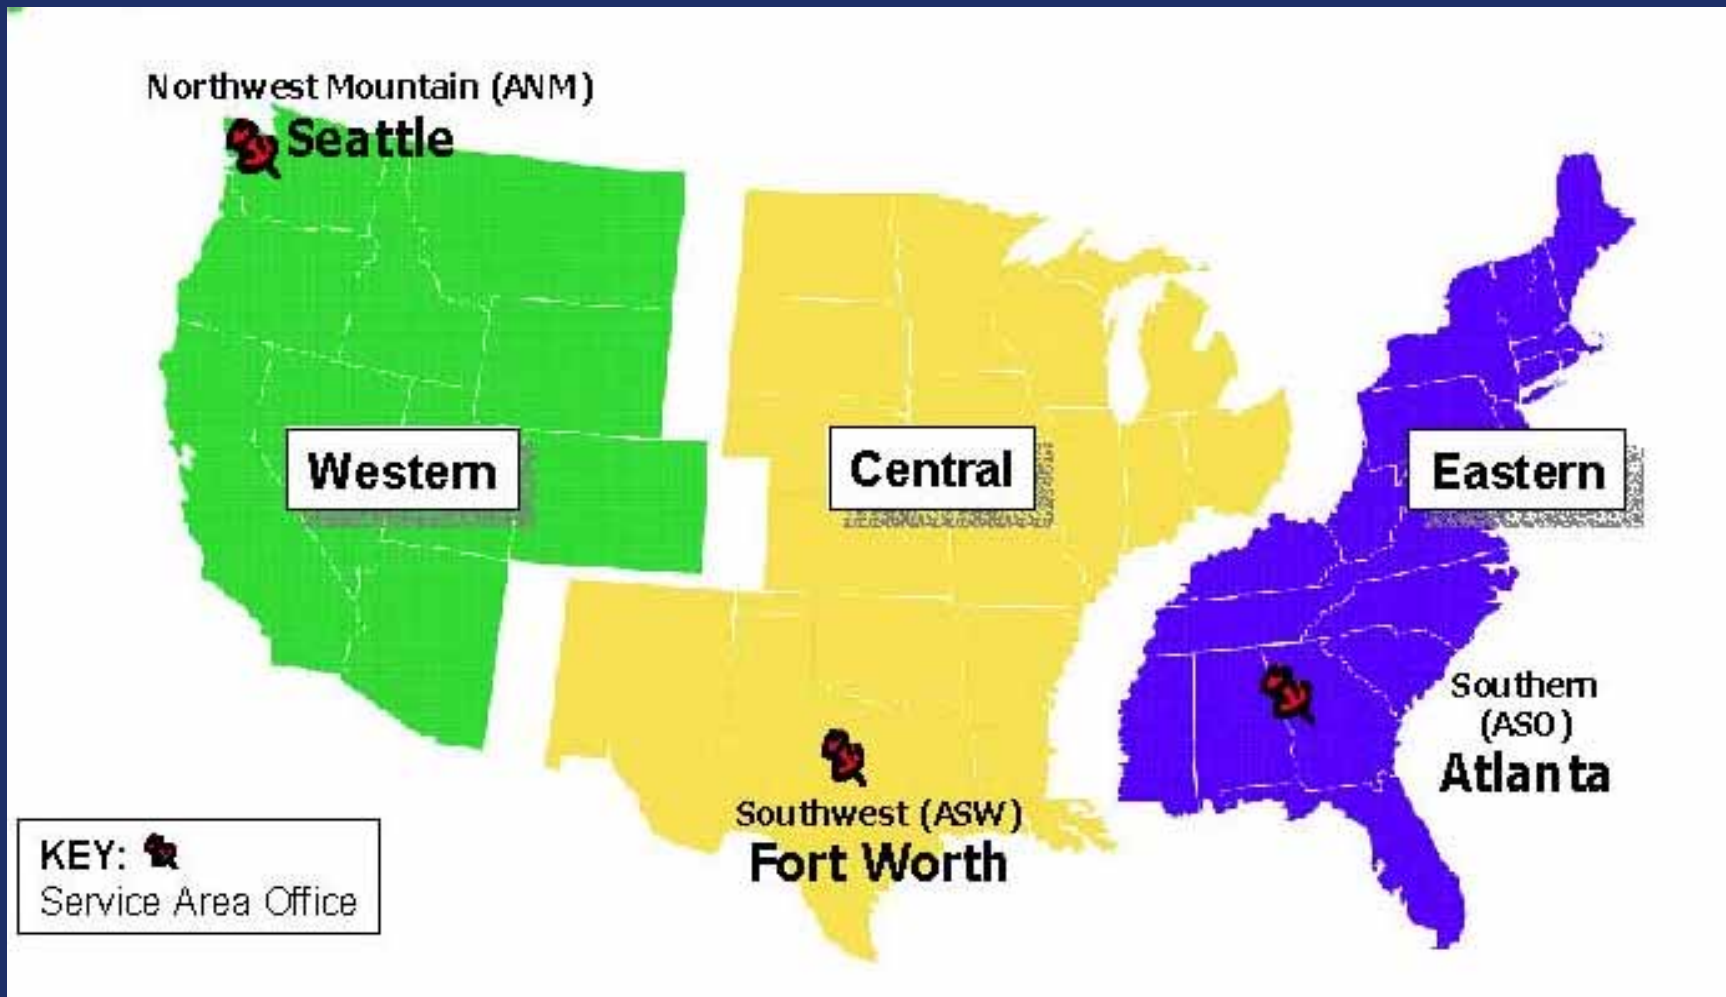 Northwest Mountain (ANM)
Seattle
Western
Central
Eastern
Southern
(ASO)
Atlanta
Southwest (ASW)
Fort Worth
KEY:
Service Area Office